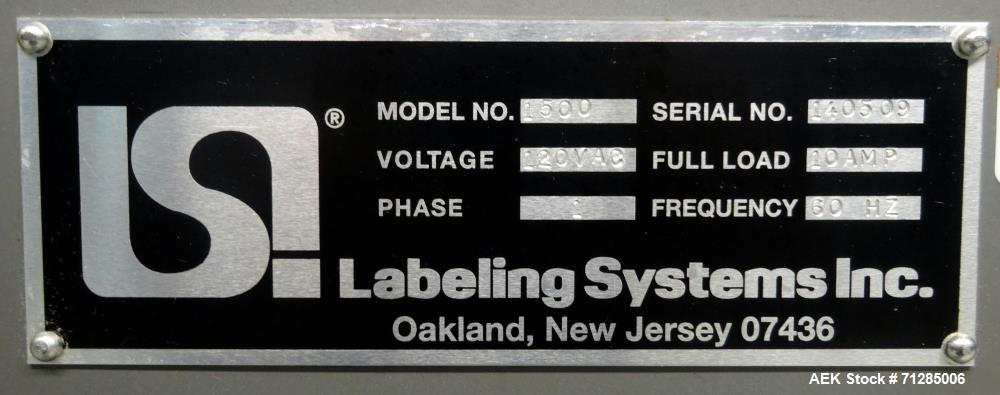 LSI®
MODEL NO. 1500 SERIAL NO. 140509
VOLTAGE 120VAC FULL LOAD 10AMP
PHASE 1 FREQUENCY 60 HZ
Labeling Systems Inc.
Oakland, New Jersey 07436
AEK Stock # 71285006